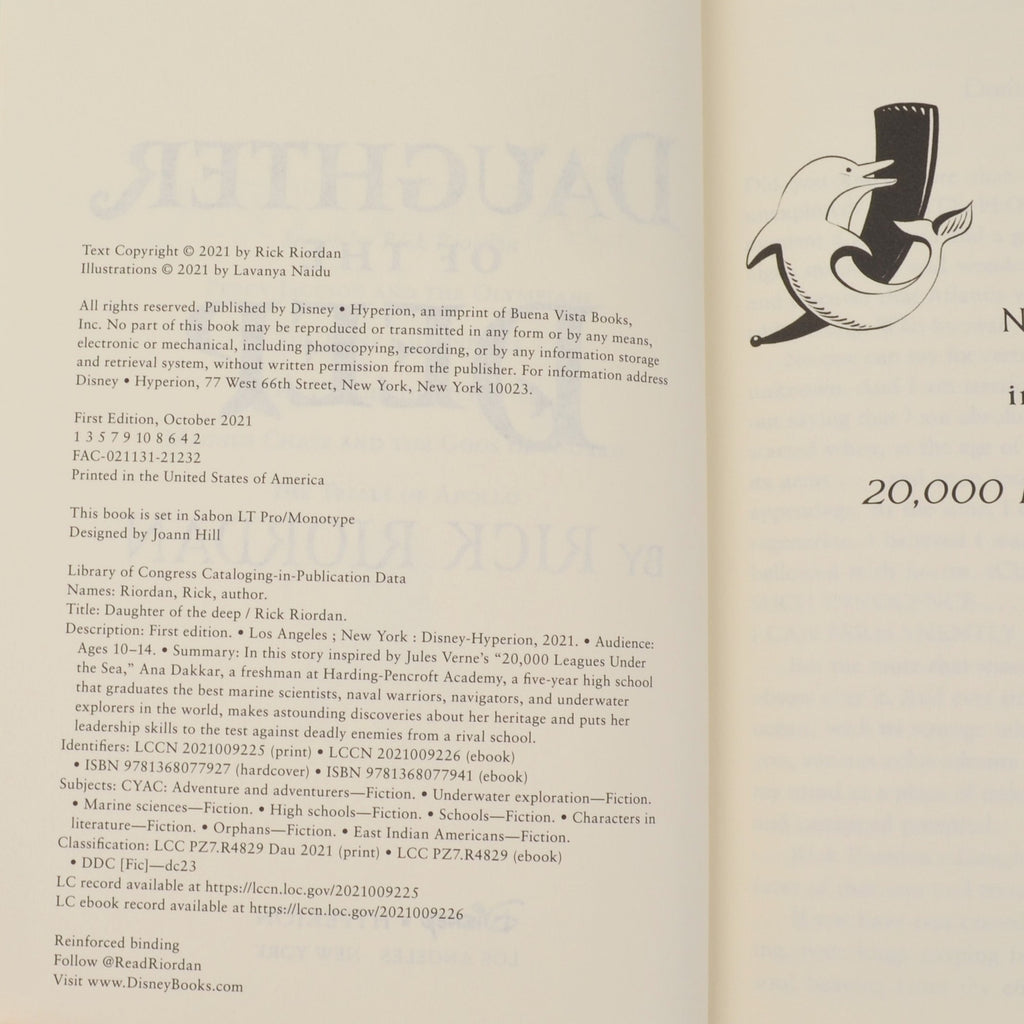 Text Copyright © 2021 by Rick Riordan
Illustrations © 2021 by Lavanya Naidu
All rights reserved. Published by Disney • Hyperion, an imprint of Buena Vista Books,
Inc. No part of this book may be reproduced or transmitted in any form or by any means,
electronic or mechanical, including photocopying, recording, or by any information storage
and retrieval system, without written permission from the publisher. For information address
Disney • Hyperion, 77 West 66th Street, New York, New York 10023.
First Edition, October 2021
1 3 5 7 9 10 8 6 4 2
FAC-021131-21232
Printed in the United States of America
This book is set in Sabon LT Pro/Monotype
Designed by Joann Hill
Library of Congress Cataloging-in-Publication Data
Names: Riordan, Rick, author.
Title: Daughter of the deep / Rick Riordan.
Description: First edition. • Los Angeles ; New York : Disney-Hyperion, 2021. • Audience:
Ages 10–14. • Summary: In this story inspired by Jules Verne's “20,000 Leagues Under
the Sea,” Ana Dakkar, a freshman at Harding-Pencroft Academy, a five-year high school
that graduates the best marine scientists, naval warriors, navigators, and underwater
explorers in the world, makes astounding discoveries about her heritage and puts her
leadership skills to the test against deadly enemies from a rival school.
Identifiers: LCCN 2021009225 (print) • LCCN 2021009226 (ebook)
• ISBN 9781368077927 (hardcover) • ISBN 9781368077941 (ebook)
Subjects: CYAC: Adventure and adventurers—Fiction. • Underwater exploration—Fiction.
• Marine sciences—Fiction. • High schools—Fiction. • Schools—Fiction. • Characters in
literature—Fiction. • Orphans—Fiction. • East Indian Americans—Fiction.
Classification: LCC PZ7.R4829 Dau 2021 (print) • LCC PZ7.R4829 (ebook)
• DDC [Fic]—dc23
LC record available at https://lccn.loc.gov/2021009225
LC ebook record available at https://lccn.loc.gov/2021009226
Reinforced binding
Follow @ReadRiordan
Visit www.DisneyBooks.com
N
20,000